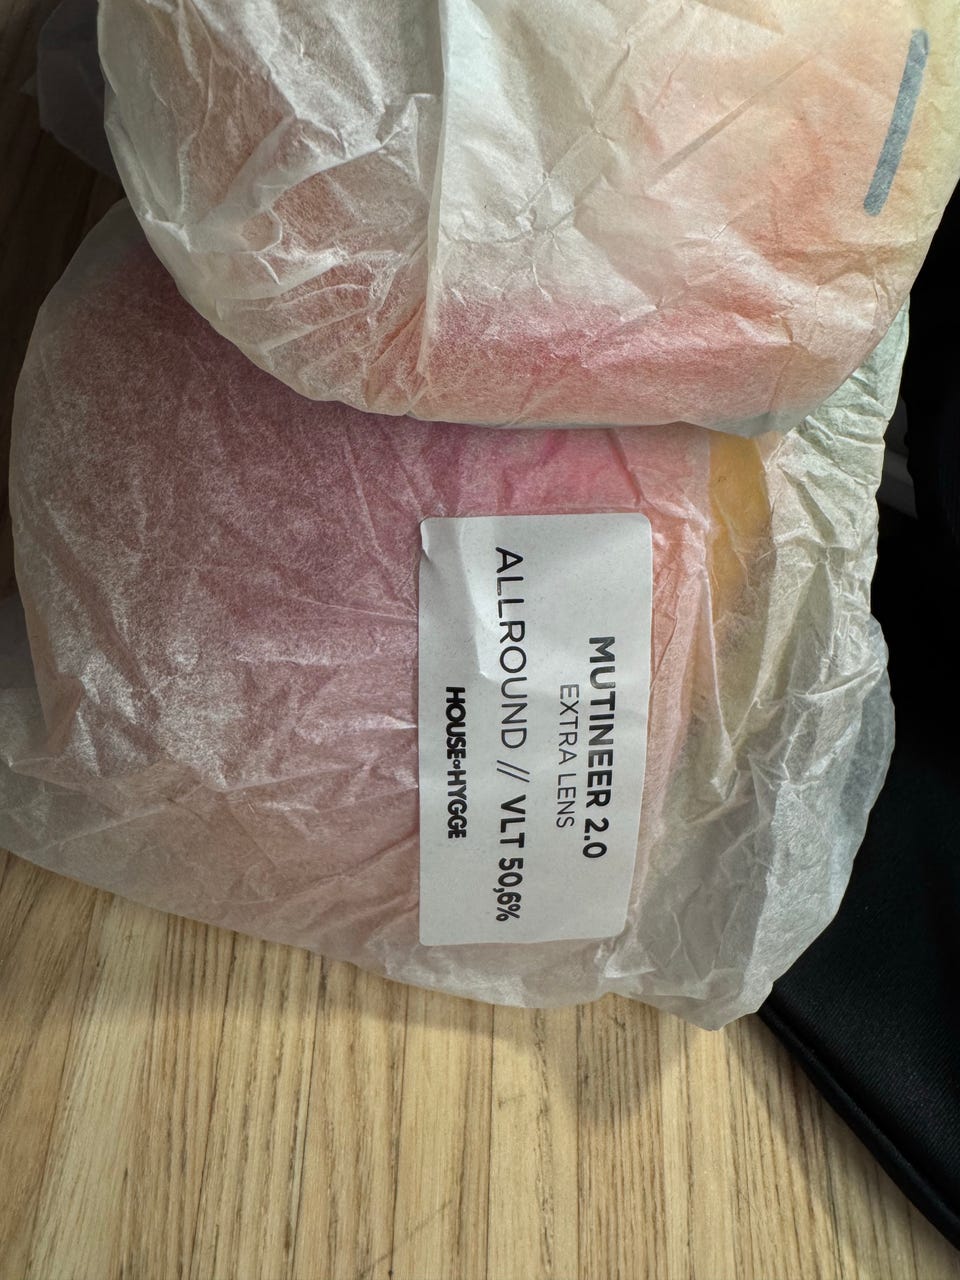 MUTINEER 2.0
EXTRA LENS
ALLROUND // VLT 50,6%
HOUSE OF HYGGE